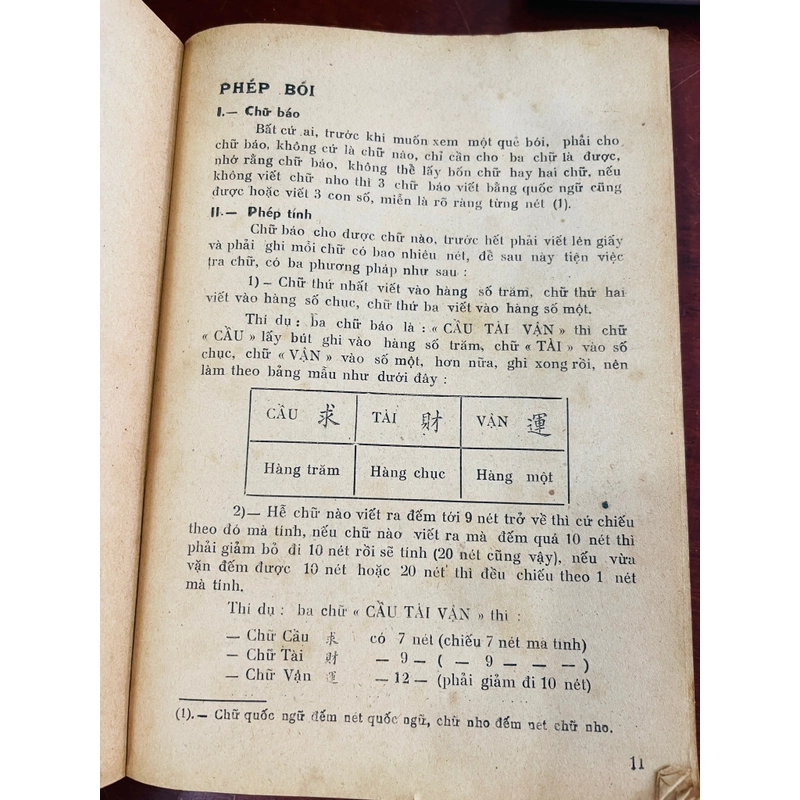 PHÉP BÓI
I.— Chữ báo
Bất cứ ai, trước khi muốn xem một quẻ bói, phải cho
chữ báo, không cứ là chữ nào, chỉ cần cho ba chữ là được,
nhớ rằng chữ báo, không thể lấy bốn chữ hay hai chữ, nếu
không viết chữ nho thì 3 chữ báo viết bằng quốc ngữ cũng
được hoặc viết 3 con số, miễn là rõ ràng từng nét (1).
II.— Phép tính
Chữ báo cho được chữ nào, trước hết phải viết lên giấy
và phải ghi mỗi chữ có bao nhiêu nét, để sau này tiện việc
tra chữ, có ba phương pháp như sau :
1) — Chữ thứ nhất viết vào hàng số trăm, chữ thứ hai
viết vào hàng số chục, chữ thứ ba viết vào hàng số một.
Thí dụ : ba chữ báo là : « CẦU TÀI VẬN » thì chữ
« CẦU » lấy bút ghi vào hàng số trăm, chữ « TÀI » vào số
chục, chữ « VẬN » vào số một, hơn nữa, ghi xong rồi, nên
làm theo bảng mẫu như dưới đây :
CẦU 求 TÀI 財 VẬN 運
Hàng trăm Hàng chục Hàng một
2)— Hễ chữ nào viết ra đếm tới 9 nét trở về thì cứ chiếu
theo đó mà tính, nếu chữ nào viết ra mà đếm quá 10 nét thì
phải giảm bỏ đi 10 nét rồi sẽ tính (20 nét cũng vậy), nếu vừa
vặn đếm được 10 nét hoặc 20 nét thì đều chiếu theo 1 nét
mà tính.
Thí dụ : ba chữ « CẦU TÀI VẬN » thì :
— Chữ Cầu 求 có 7 nét (chiếu 7 nét mà tính)
— Chữ Tài 財 — 9 — ( — 9 — — — )
— Chữ Vận 運 — 12 — (phải giảm đi 10 nét)
(1).— Chữ quốc ngữ đếm nét quốc ngữ, chữ nho đếm nét chữ nho.
11